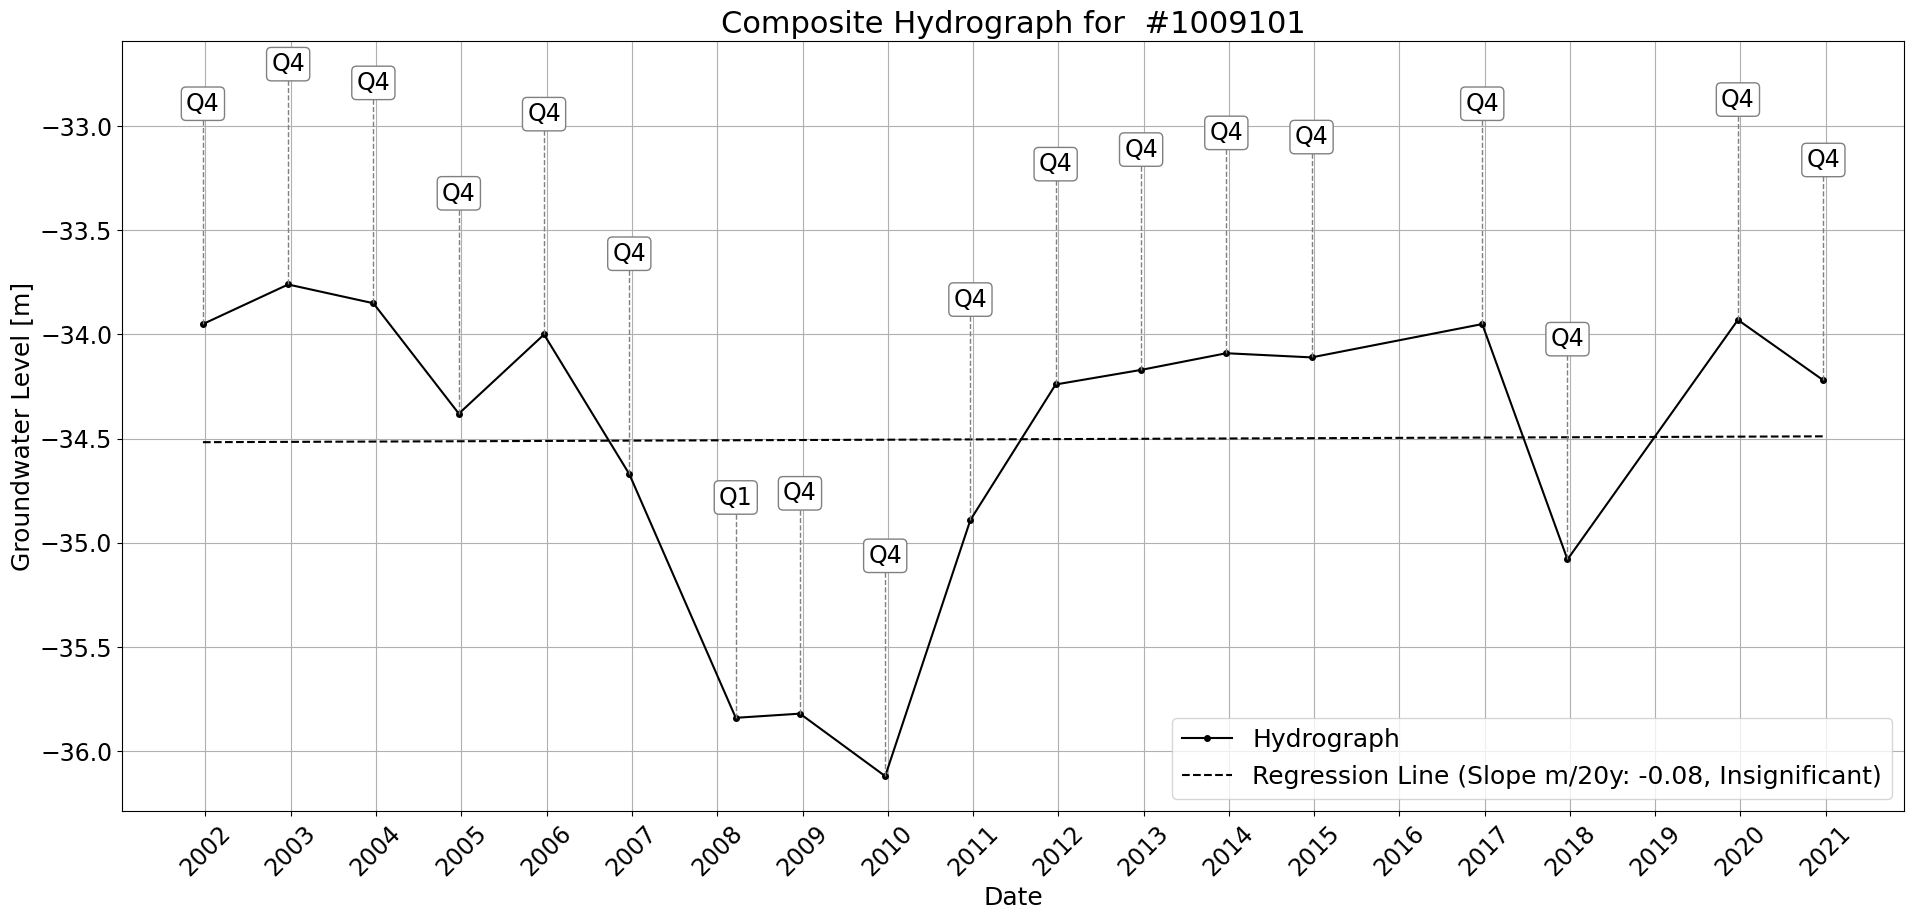 Composite Hydrograph for  #1009101
Q4
Q4
Q4
Q4
Q4
Q4
Q1
Q4
Q4
Q4
Q4
Q4
Q4
Q4
Q4
Q4
Q4
Q4
Groundwater Level [m]
−33.0
−33.5
−34.0
−34.5
−35.0
−35.5
−36.0
Hydrograph
Regression Line (Slope m/20y: -0.08, Insignificant)
2002
2003
2004
2005
2006
2007
2008
2009
2010
2011
2012
2013
2014
2015
2016
2017
2018
2019
2020
2021
Date